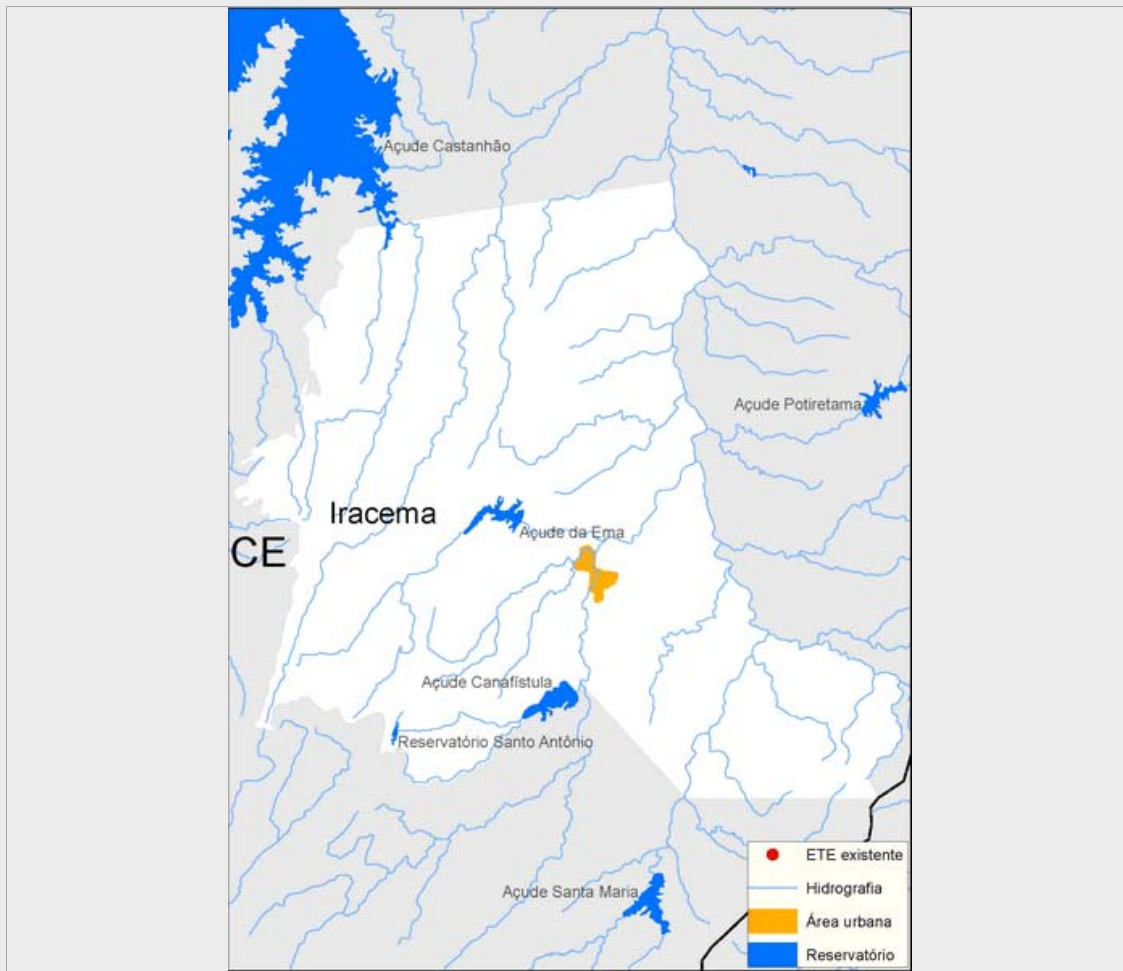 Açude Castanhão
Açude Potiretama
Iracema
Açude da Ema
CE
Açude Canafístula
Reservatório Santo Antônio
ETE existente
Hidrografia
Açude Santa Maria
Área urbana
Reservatório